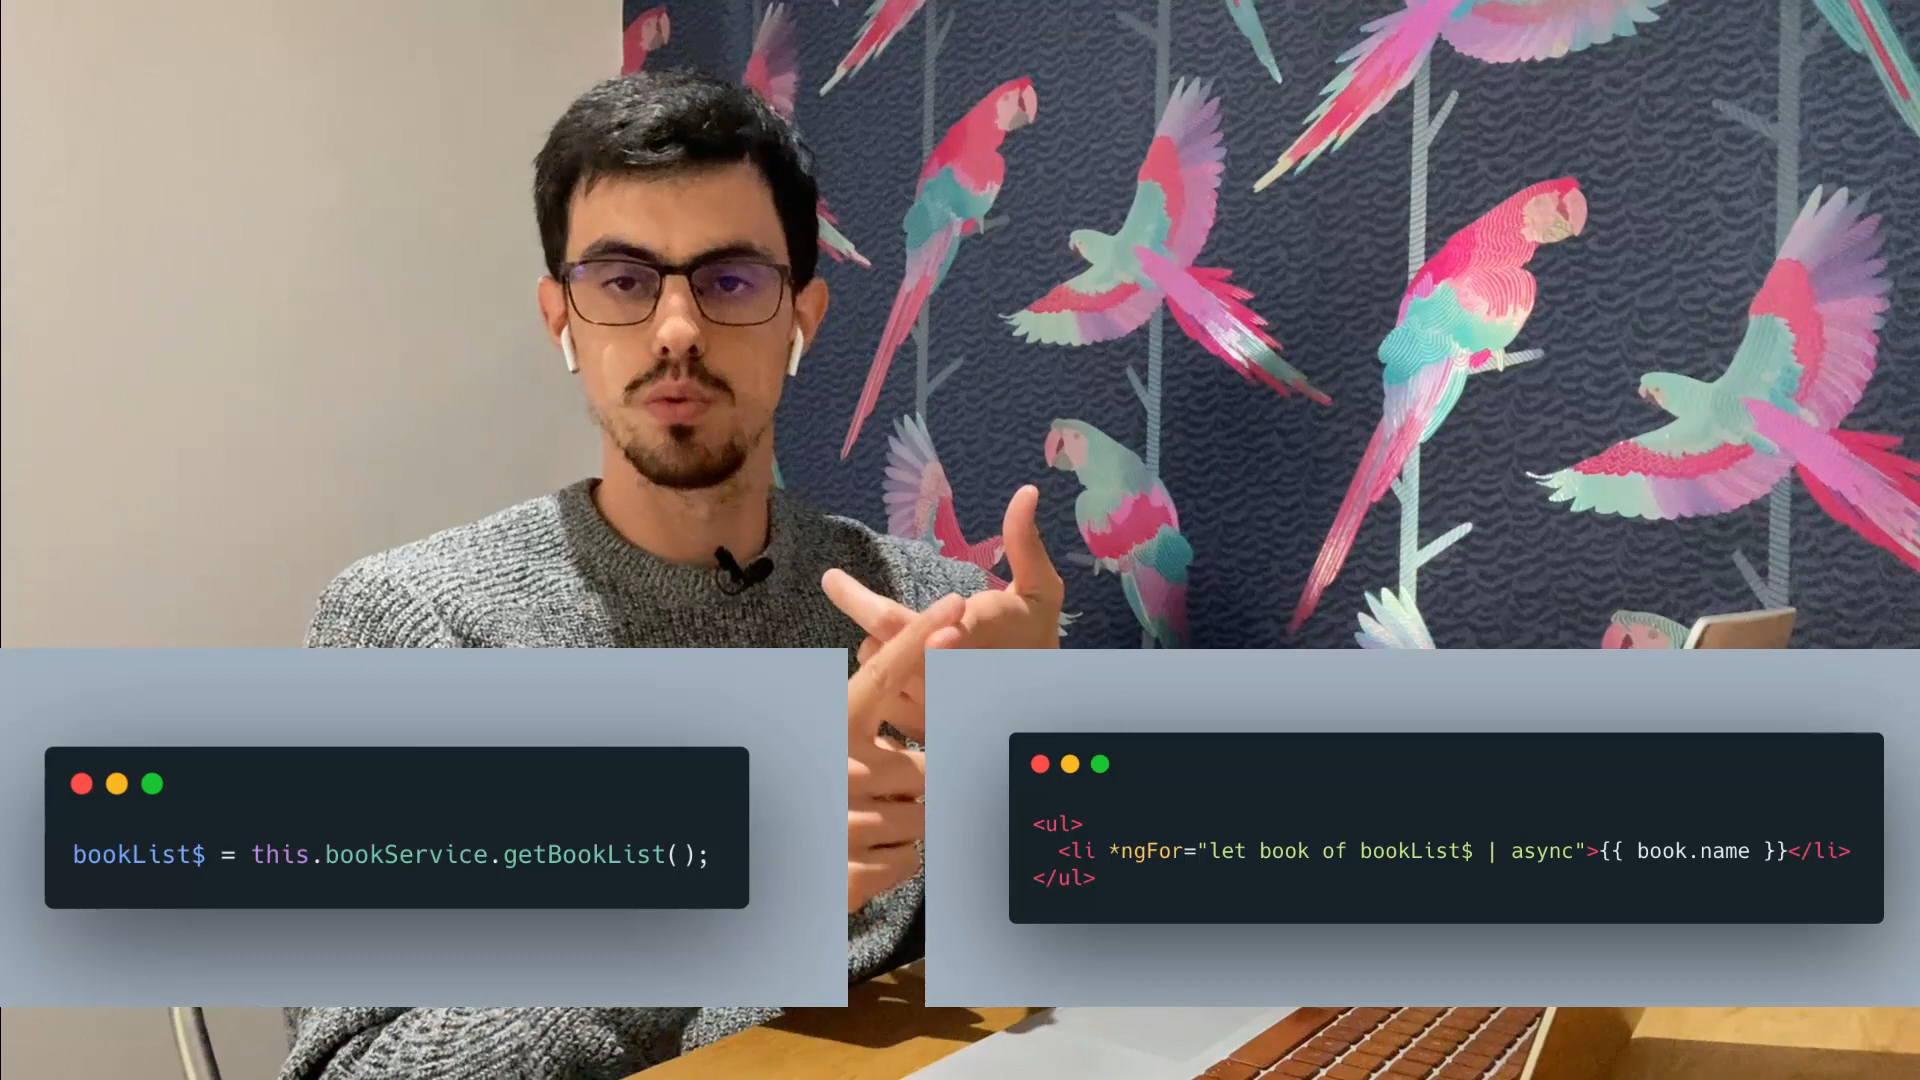 bookList$ = this.bookService.getBookList();
<ul>
<li *ngFor="let book of bookList$ | async">{{ book.name }}</li>
</ul>